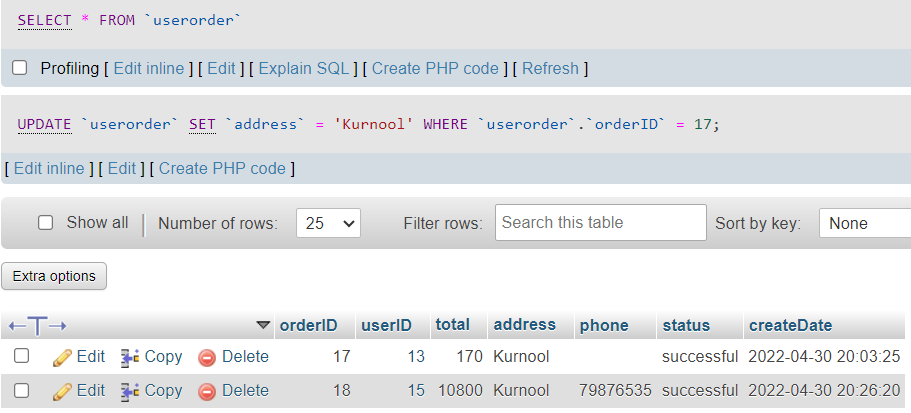 SELECT * FROM `userorder`
Profiling [ Edit inline ] [ Edit ] [ Explain SQL ] [ Create PHP code ] [ Refresh ]
UPDATE `userorder` SET `address` = 'Kurnool' WHERE `userorder`.`orderID` = 17;
[ Edit inline ] [ Edit ] [ Create PHP code ]
Show all | Number of rows: 25 Filter rows: Search this table Sort by key: None
Extra options
←T→ orderID userID total address phone status createDate
Edit Copy Delete 17 13 170 Kurnool successful 2022-04-30 20:03:25
Edit Copy Delete 18 15 10800 Kurnool 79876535 successful 2022-04-30 20:26:20